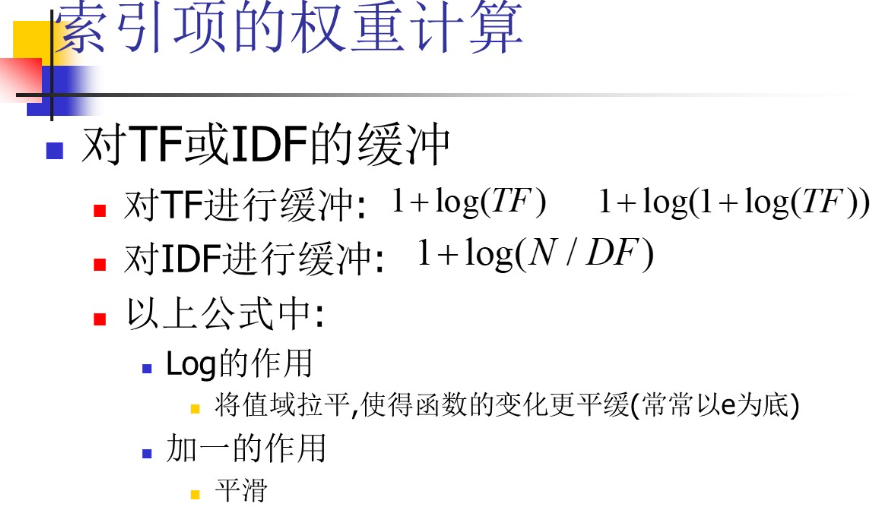 索引项的权重计算
对TF或IDF的缓冲
对TF进行缓冲: 1+log(TF) 1+log(1+log(TF))
对IDF进行缓冲: 1+log(N / DF)
以上公式中:
Log的作用
将值域拉平,使得函数的变化更平缓(常常以e为底)
加一的作用
平滑